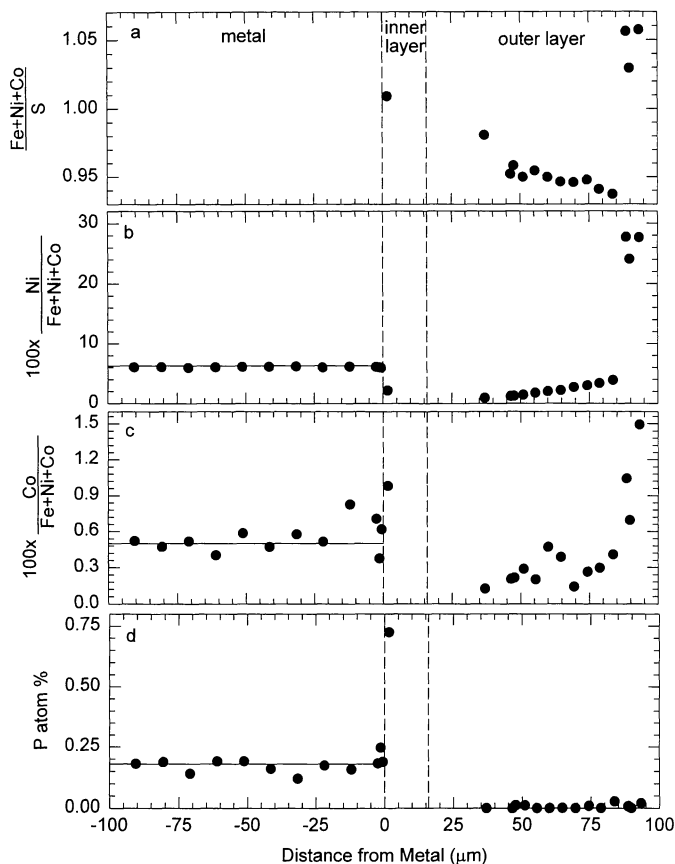 a
metal
inner
layer
outer layer
Fe+Ni+Co
S
1.05
1.00
0.95
b
100x Ni
Fe+Ni+Co
30
20
10
0
c
100x Co
Fe+Ni+Co
1.5
1.2
0.9
0.6
0.3
0.0
d
P atom %
0.75
0.50
0.25
0.00
-100 -75 -50 -25 0 25 50 75 100
Distance from Metal (μm)